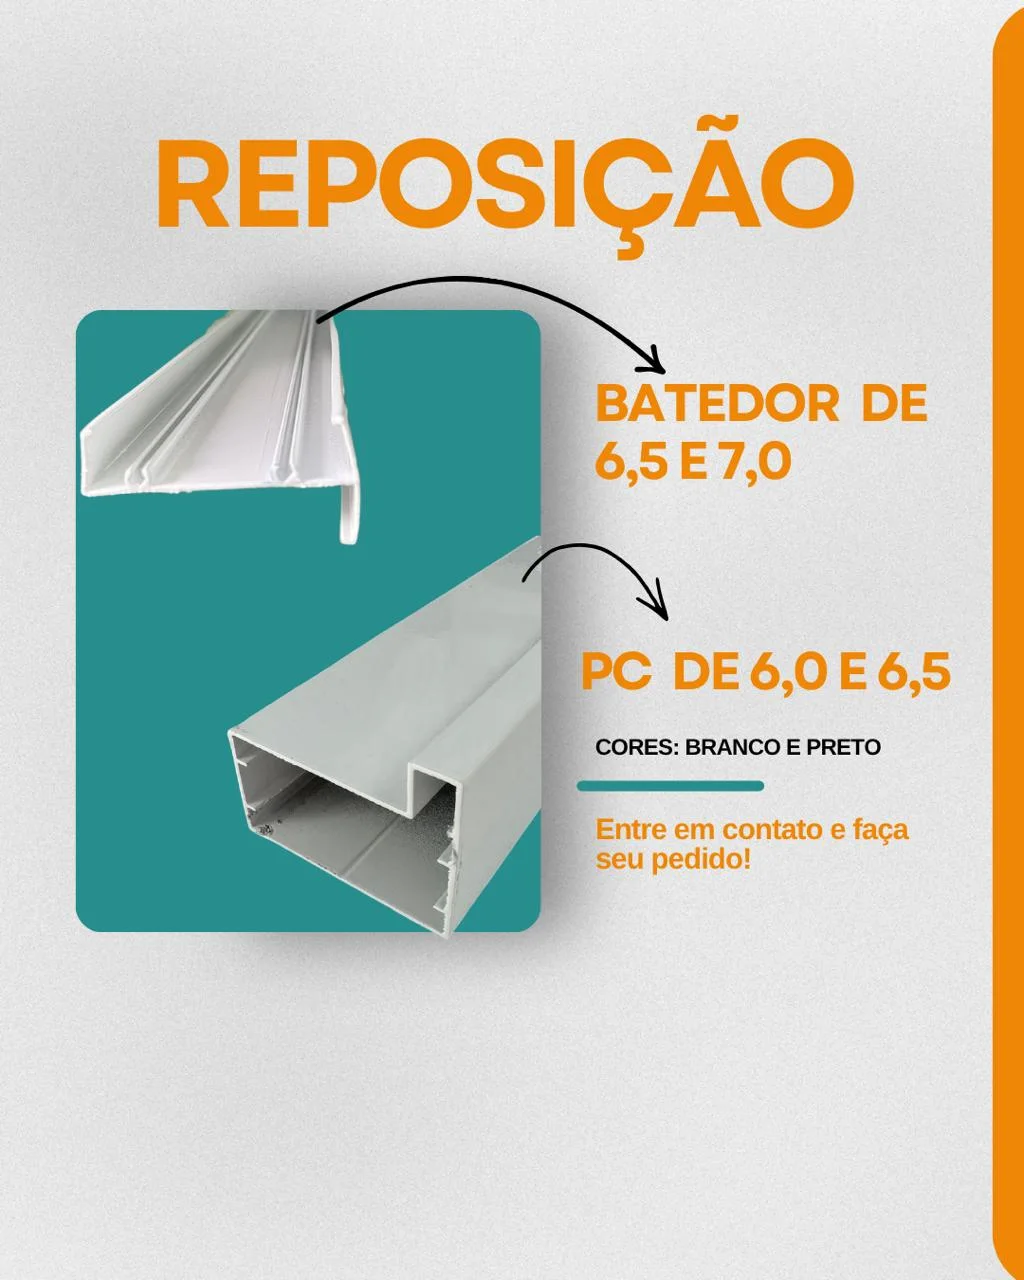 REPOSIÇÃO
BATEDOR DE
6,5 E 7,0
PC DE 6,0 E 6,5
CORES: BRANCO E PRETO
Entre em contato e faça
seu pedido!